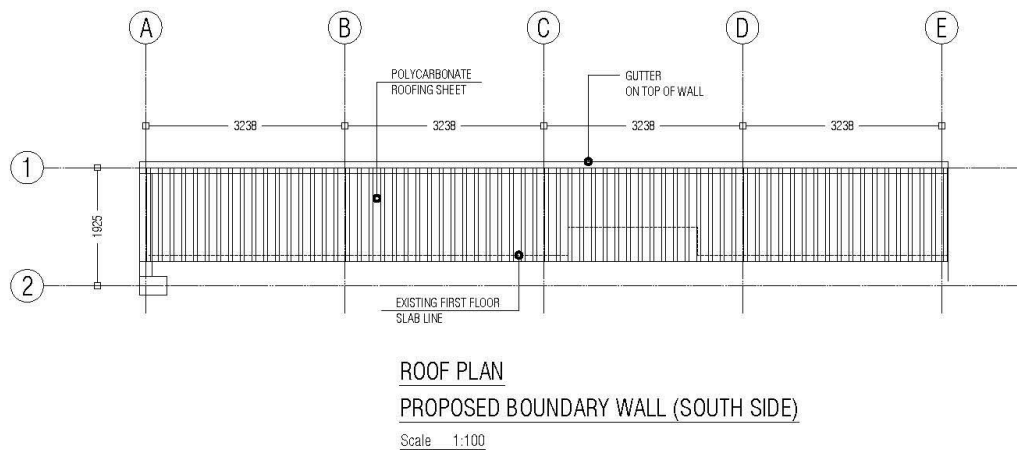 A B C D E
POLYCARBONATE
ROOFING SHEET
GUTTER
ON TOP OF WALL
3238 3238 3238 3238
1
1925
2
EXISTING FIRST FLOOR
SLAB LINE
ROOF PLAN
PROPOSED BOUNDARY WALL (SOUTH SIDE)
Scale 1:100